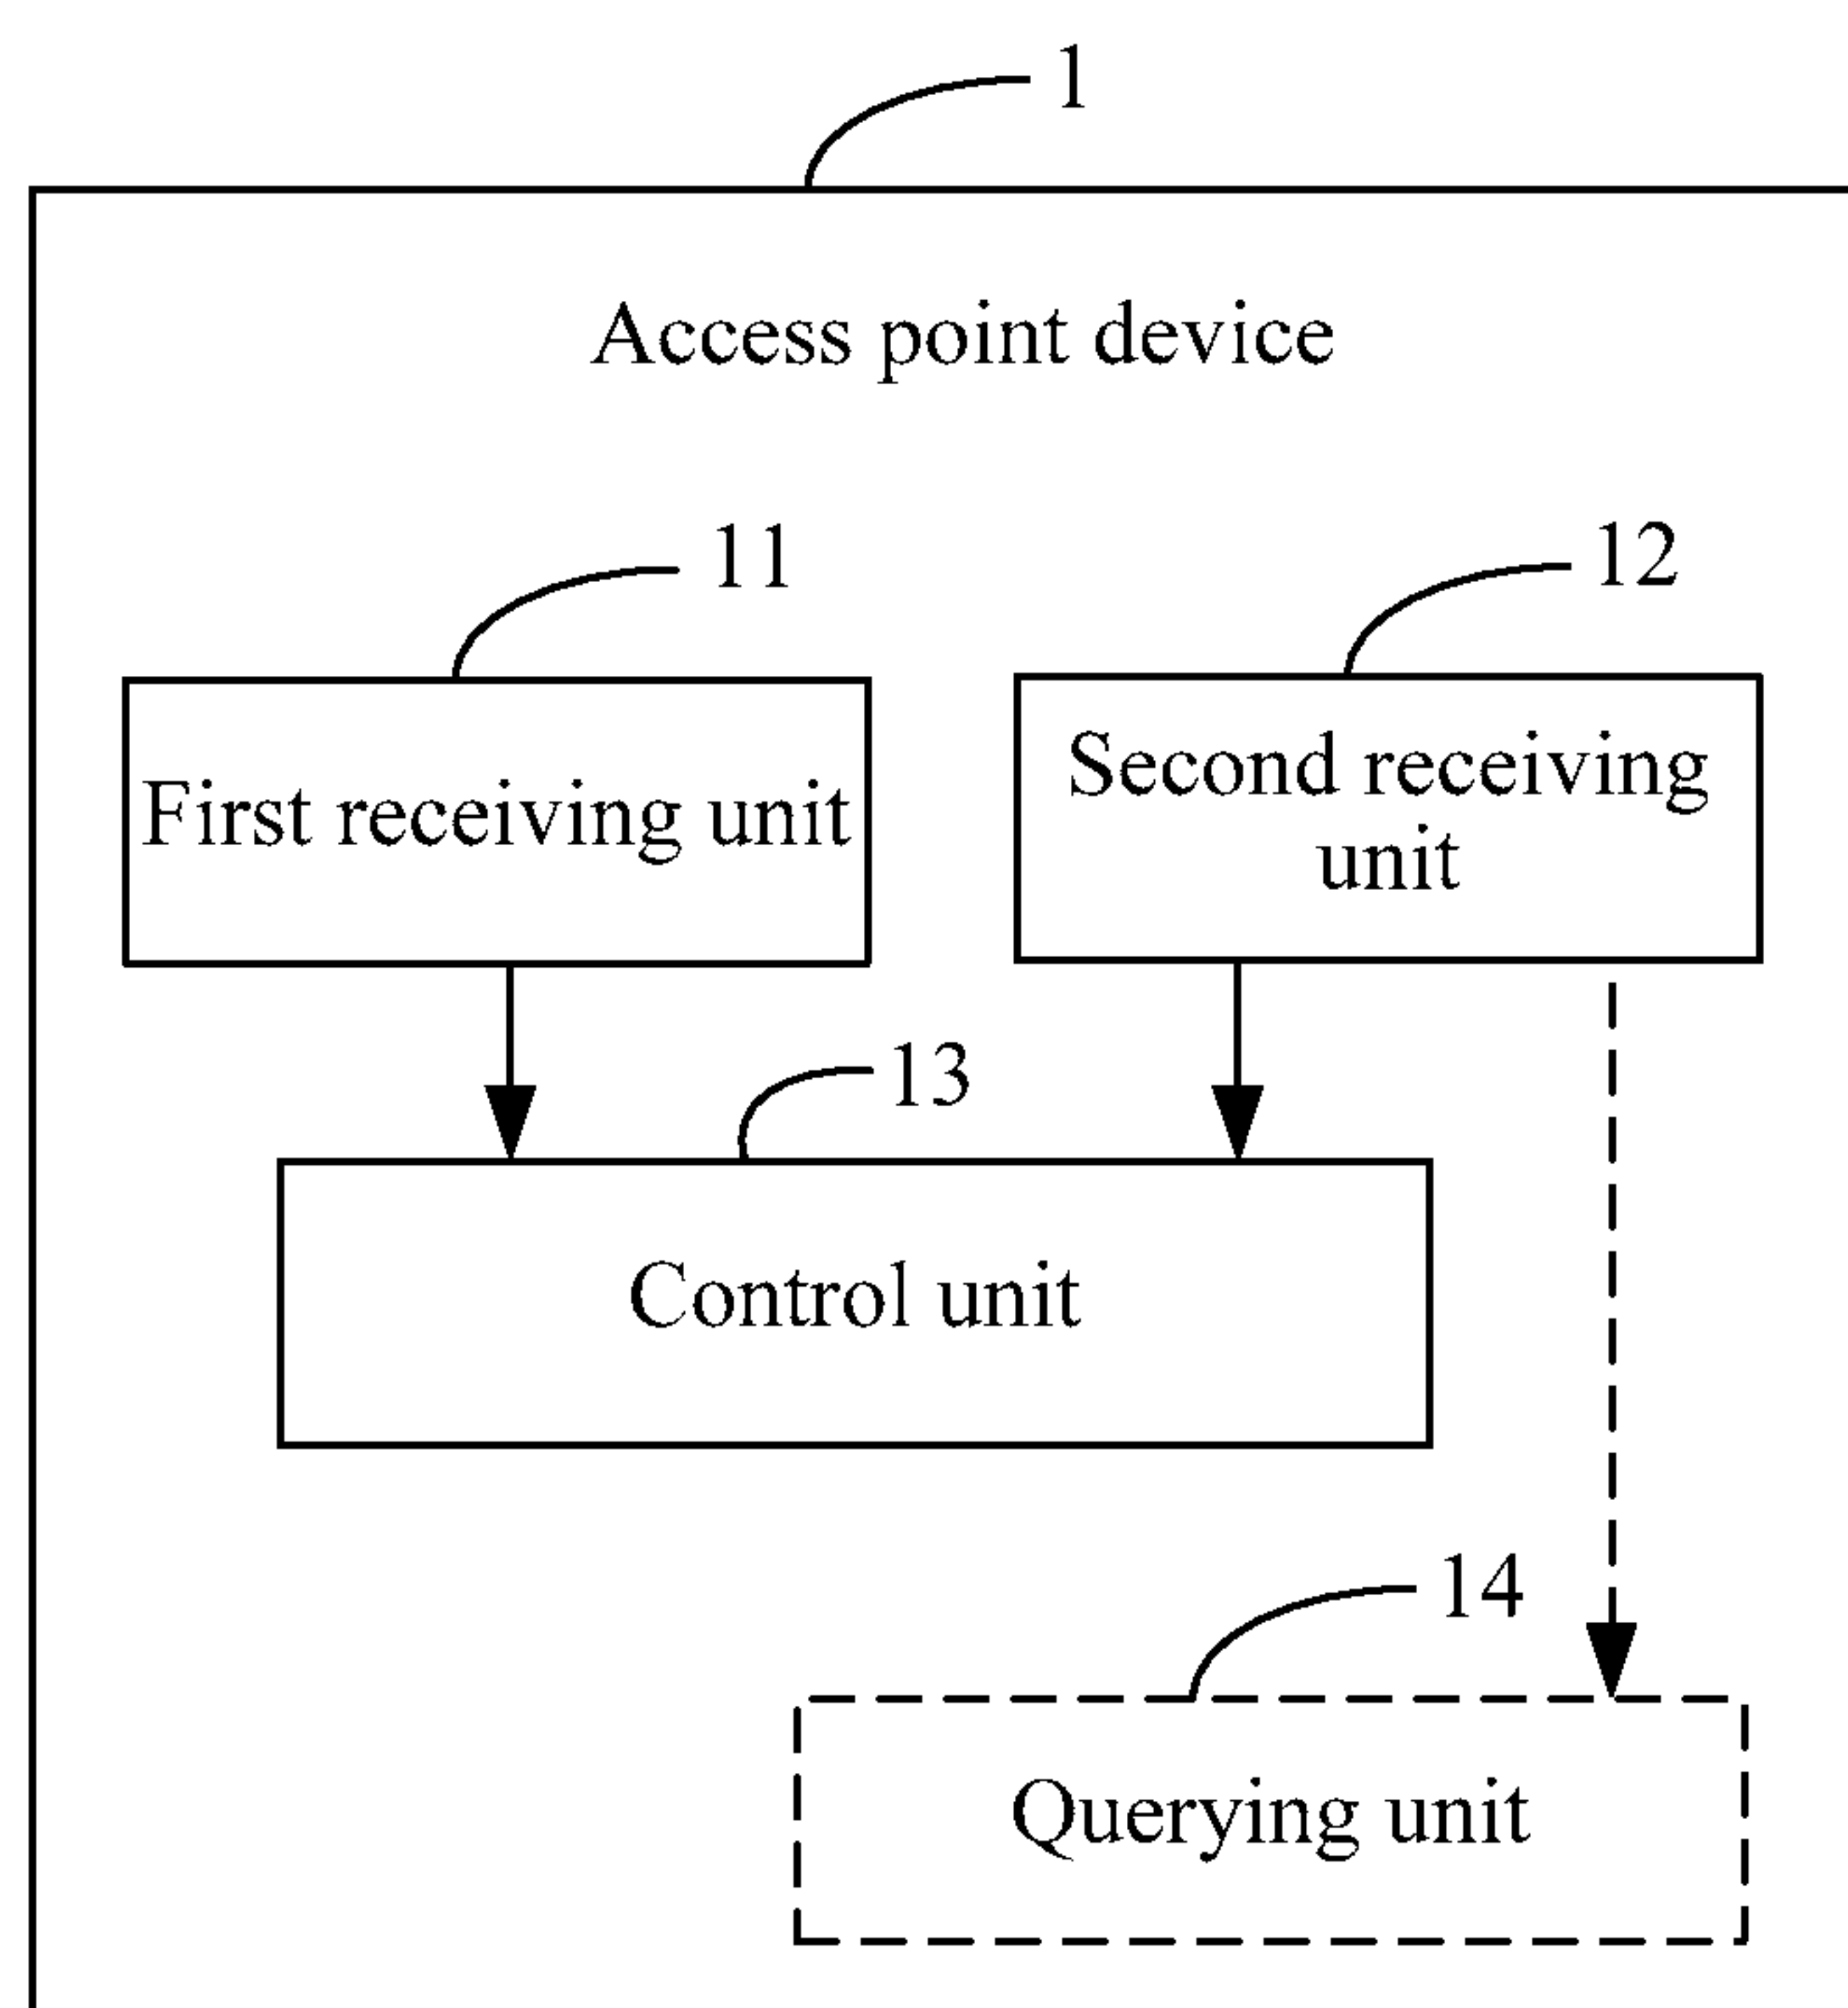 1
Access point device
11
12
First receiving unit
Second receiving
unit
13
Control unit
14
Querying unit